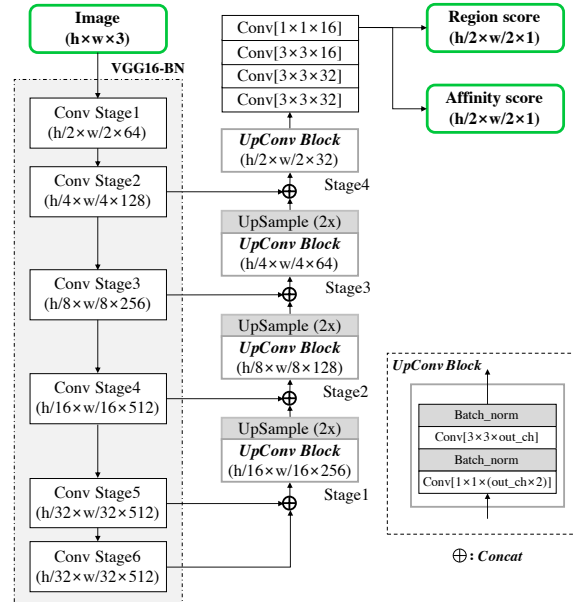 Image
(h×w×3)
VGG16-BN
Conv Stage1
(h/2×w/2×64)
Conv Stage2
(h/4×w/4×128)
Conv Stage3
(h/8×w/8×256)
Conv Stage4
(h/16×w/16×512)
Conv Stage5
(h/32×w/32×512)
Conv Stage6
(h/32×w/32×512)
Conv[1×1×16]
Conv[3×3×16]
Conv[3×3×32]
Conv[3×3×32]
UpConv Block
(h/2×w/2×32)
Stage4
UpSample (2x)
UpConv Block
(h/4×w/4×64)
Stage3
UpSample (2x)
UpConv Block
(h/8×w/8×128)
Stage2
UpSample (2x)
UpConv Block
(h/16×w/16×256)
Stage1
Region score
(h/2×w/2×1)
Affinity score
(h/2×w/2×1)
UpConv Block
Batch_norm
Conv[3×3×out_ch]
Batch_norm
Conv[1×1×(out_ch×2)]
⊕: Concat